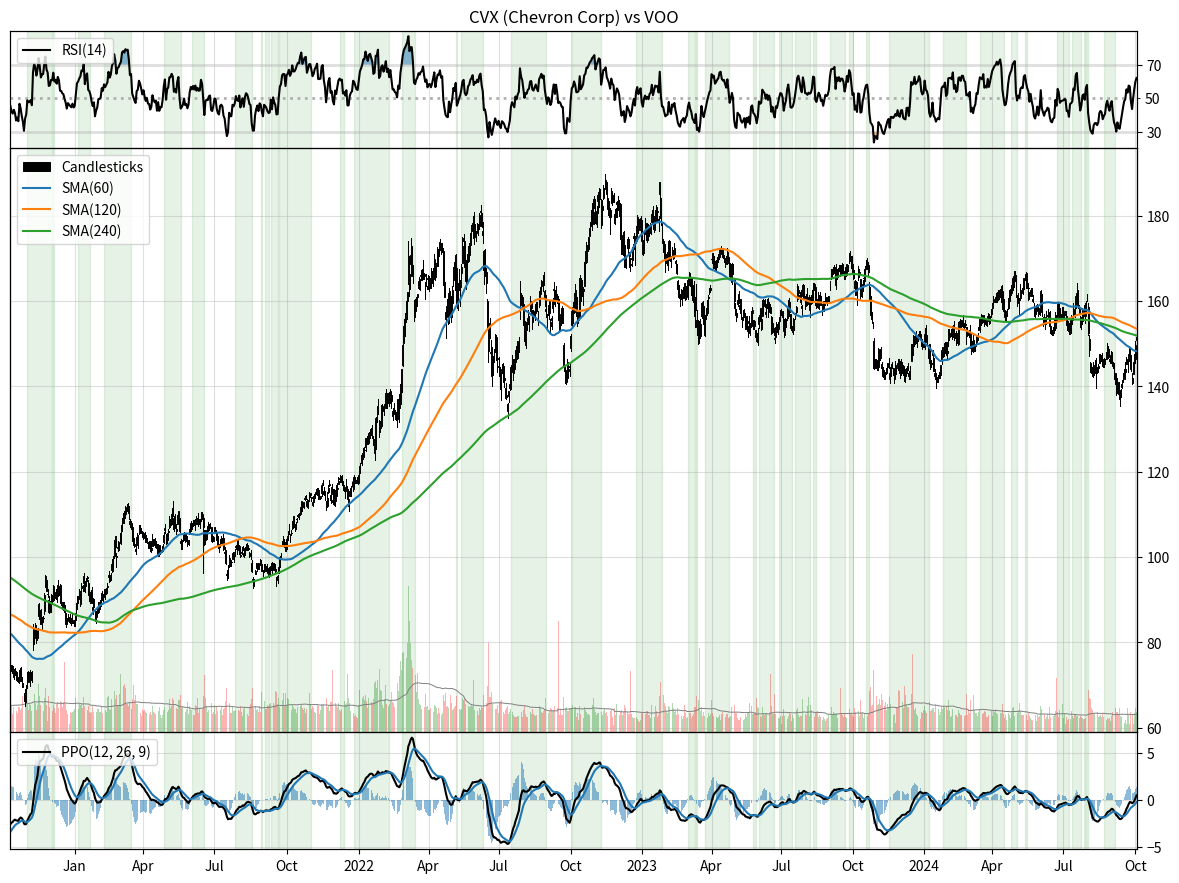 CVX (Chevron Corp) vs VOO
RSI(14)
70
50
30
Candlesticks
SMA(60)
SMA(120)
SMA(240)
180
160
140
120
100
80
60
PPO(12, 26, 9)
5
0
−5
Jan Apr Jul Oct 2022 Apr Jul Oct 2023 Apr Jul Oct 2024 Apr Jul Oct